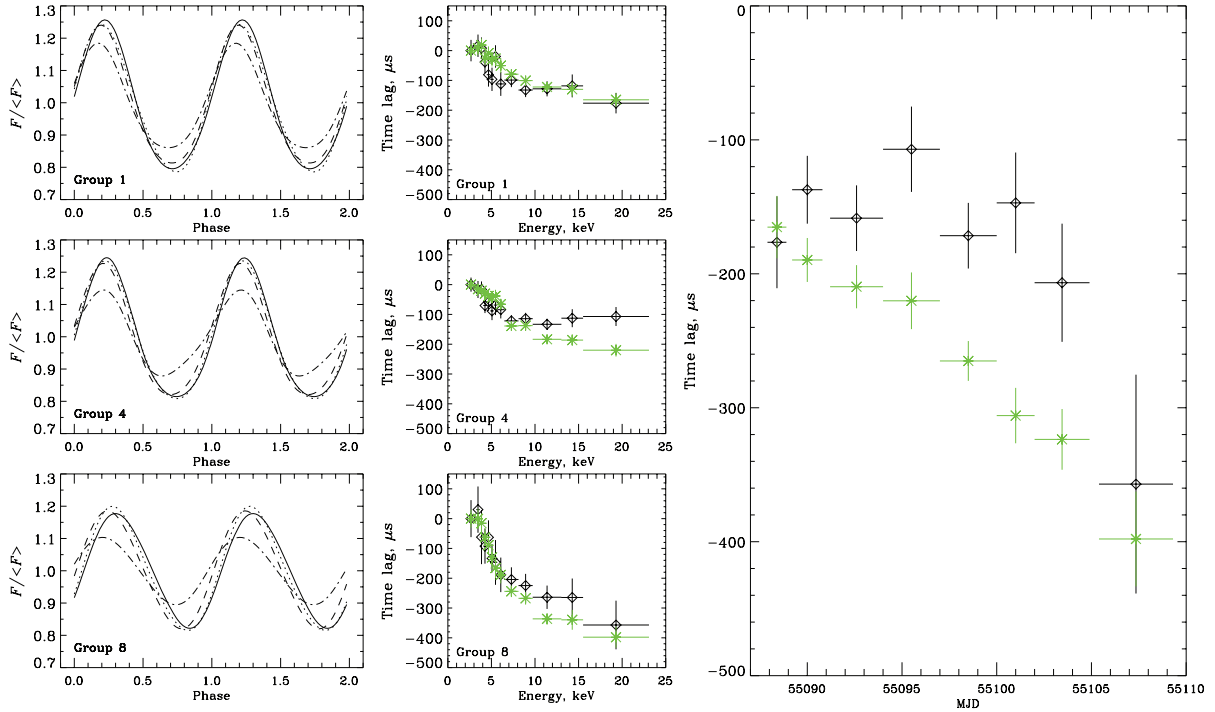 1.3
1.2
1.1
1.0
0.9
0.8
0.7
F/<F>
Group 1
0.0 0.5 1.0 1.5 2.0
Phase
100
0
−100
−200
−300
−400
−500
Time lag, μs
Group 1
0 5 10 15 20 25
Energy, keV
1.3
1.2
1.1
1.0
0.9
0.8
0.7
F/<F>
Group 4
0.0 0.5 1.0 1.5 2.0
Phase
100
0
−100
−200
−300
−400
−500
Time lag, μs
Group 4
0 5 10 15 20 25
Energy, keV
1.3
1.2
1.1
1.0
0.9
0.8
0.7
F/<F>
Group 8
0.0 0.5 1.0 1.5 2.0
Phase
100
0
−100
−200
−300
−400
−500
Time lag, μs
Group 8
0 5 10 15 20 25
Energy, keV
0
−100
−200
−300
−400
−500
Time lag, μs
55090 55095 55100 55105 55110
MJD